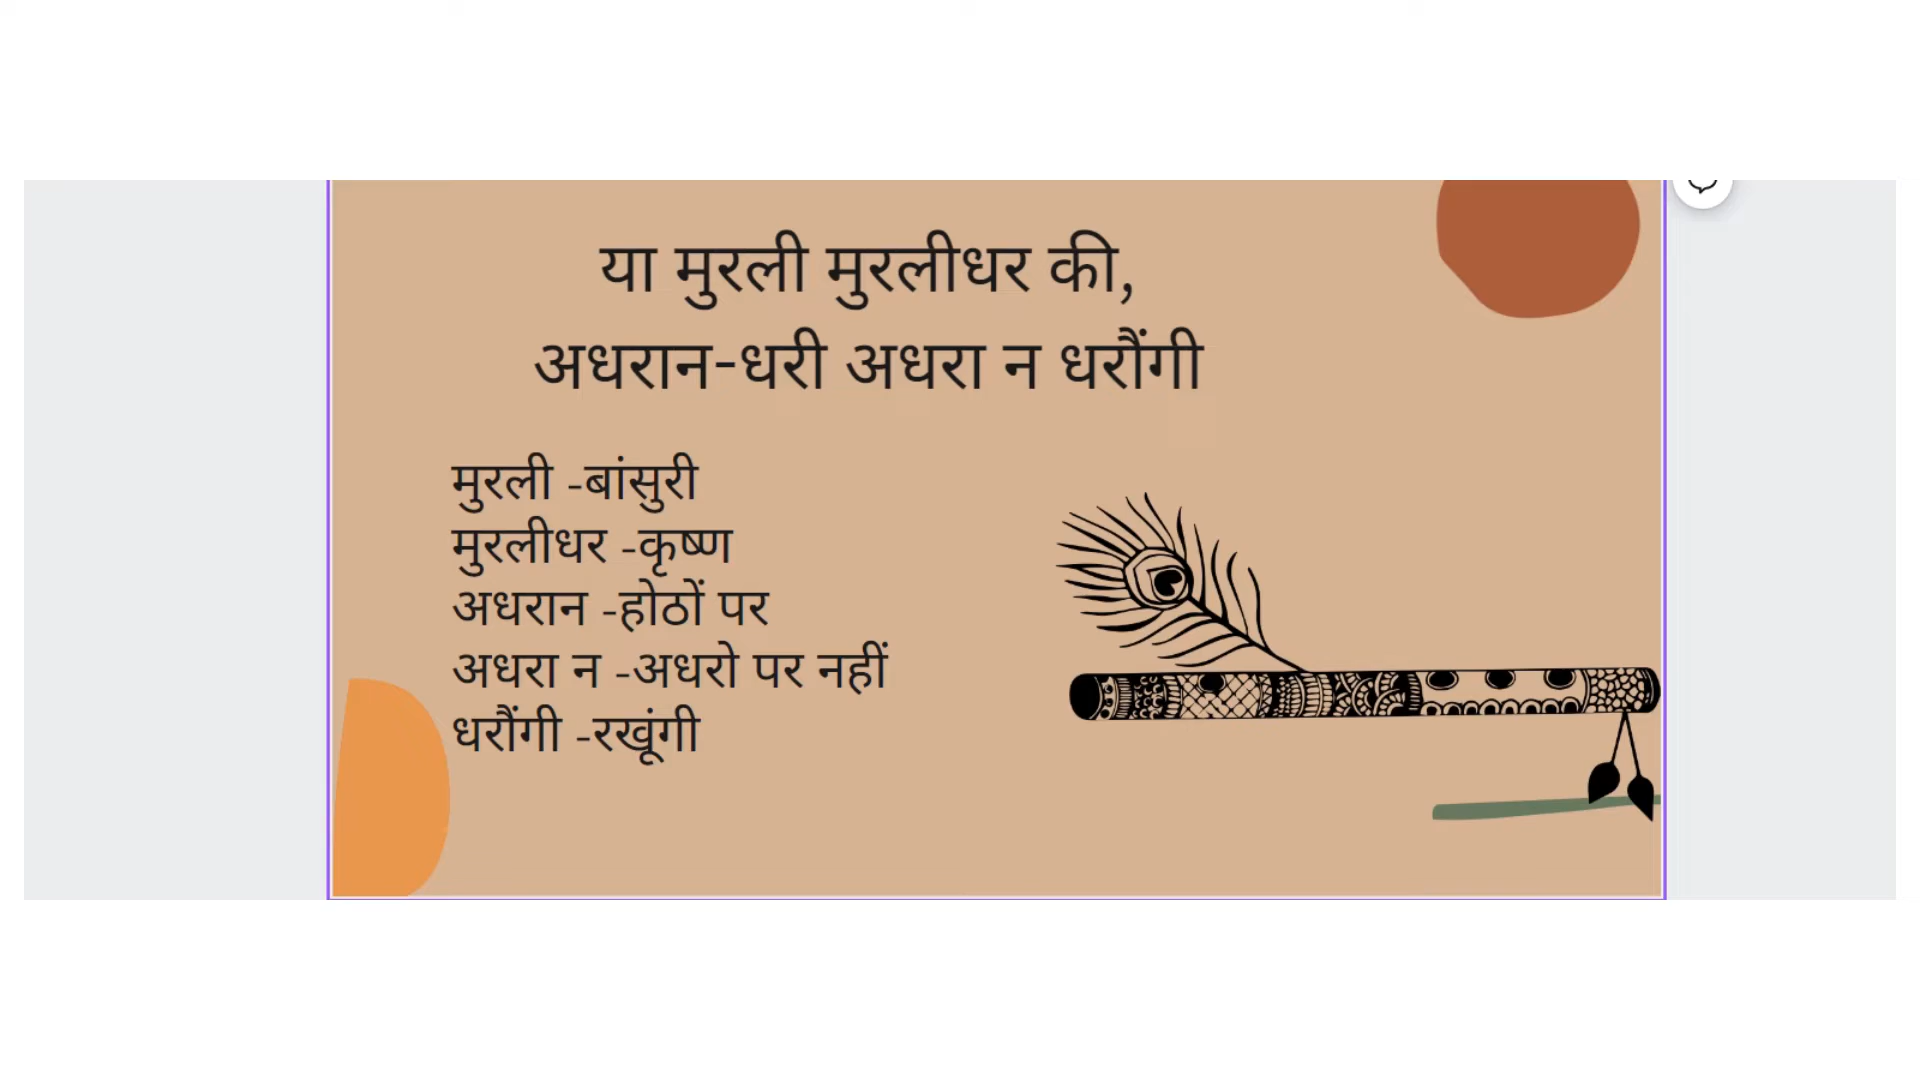 या मुरली मुरलीधर की,
अधरान-धरी अधरा न धरौंगी
मुरली -बांसुरी
मुरलीधर -कृष्ण
अधरान -होठों पर
अधरा न -अधरो पर नहीं
धरौंगी -रखूंगी